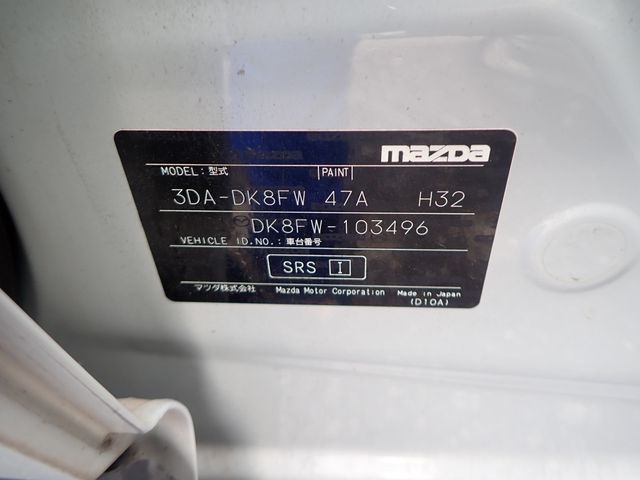 mazda
MODEL: 型式 PAINT
3DA-DK8FW 47A H32
DK8FW-103496
VEHICLE ID.NO.: 車台番号
SRS I
マツダ株式会社 Mazda Motor Corporation Made in Japan
(D10A)